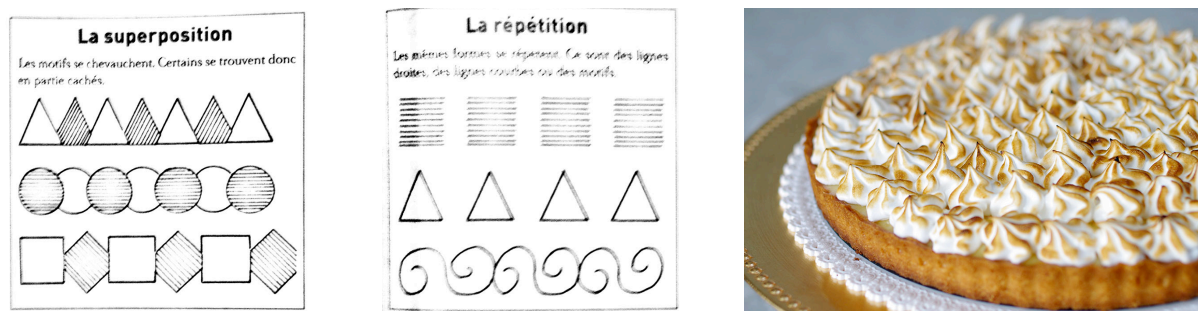 La superposition
Les motifs se chevauchent. Certains se trouvent donc
en partie cachés.
La répétition
Les mêmes formes se répètent. Ce sont des lignes
droites, des lignes courbes ou des motifs.